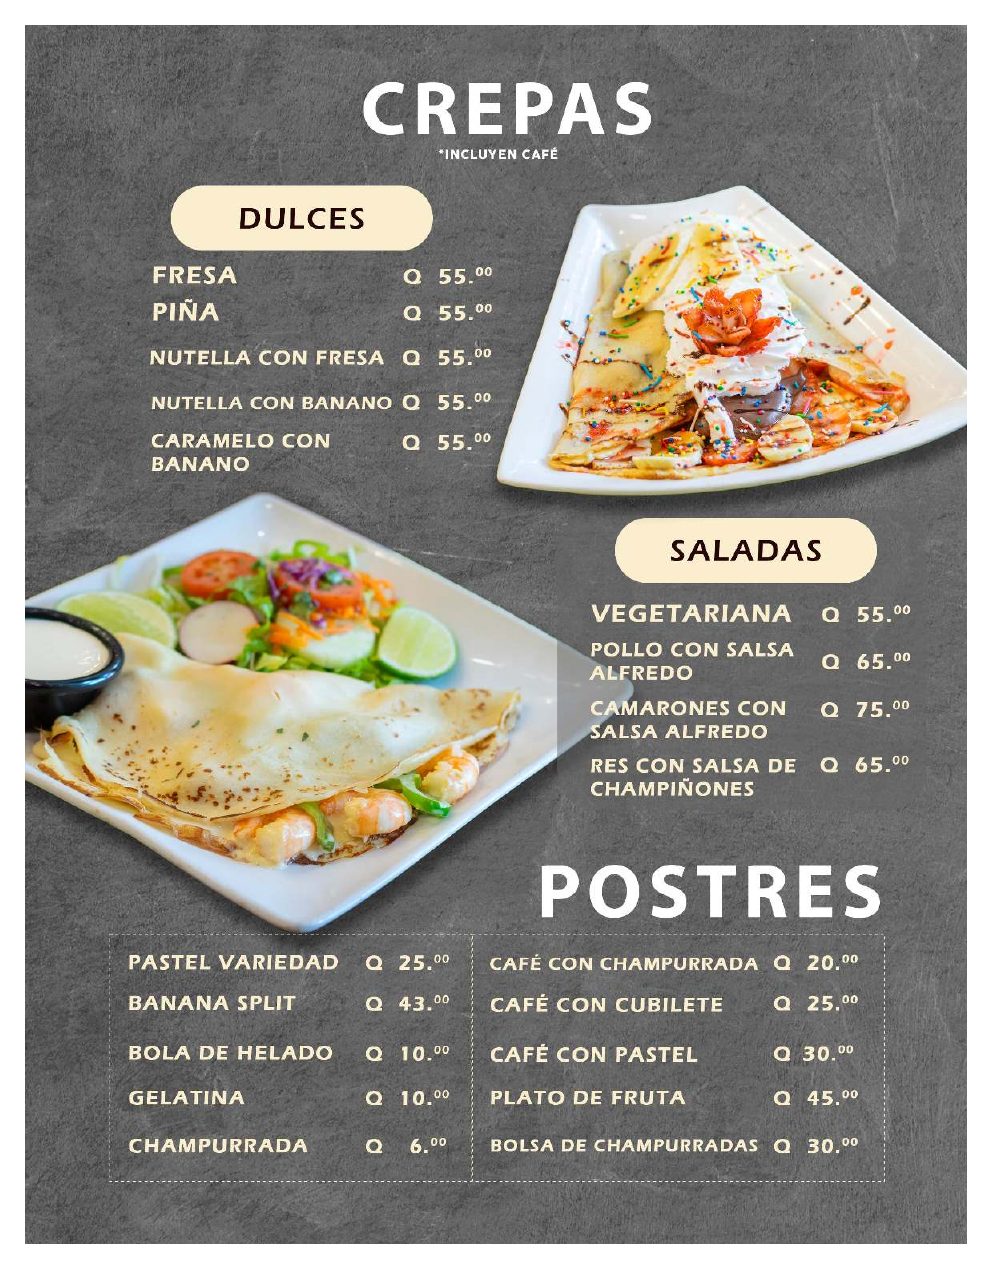 CREPAS
*INCLUYEN CAFÉ
DULCES
FRESA Q 55.00
PIÑA Q 55.00
NUTELLA CON FRESA Q 55.00
NUTELLA CON BANANO Q 55.00
CARAMELO CON Q 55.00
BANANO
SALADAS
VEGETARIANA Q 55.00
POLLO CON SALSA
ALFREDO Q 65.00
CAMARONES CON Q 75.00
SALSA ALFREDO
RES CON SALSA DE Q 65.00
CHAMPIÑONES
POSTRES
PASTEL VARIEDAD Q 25.00
BANANA SPLIT Q 43.00
BOLA DE HELADO Q 10.00
GELATINA Q 10.00
CHAMPURRADA Q 6.00
CAFÉ CON CHAMPURRADA Q 20.00
CAFÉ CON CUBILETE Q 25.00
CAFÉ CON PASTEL Q 30.00
PLATO DE FRUTA Q 45.00
BOLSA DE CHAMPURRADAS Q 30.00